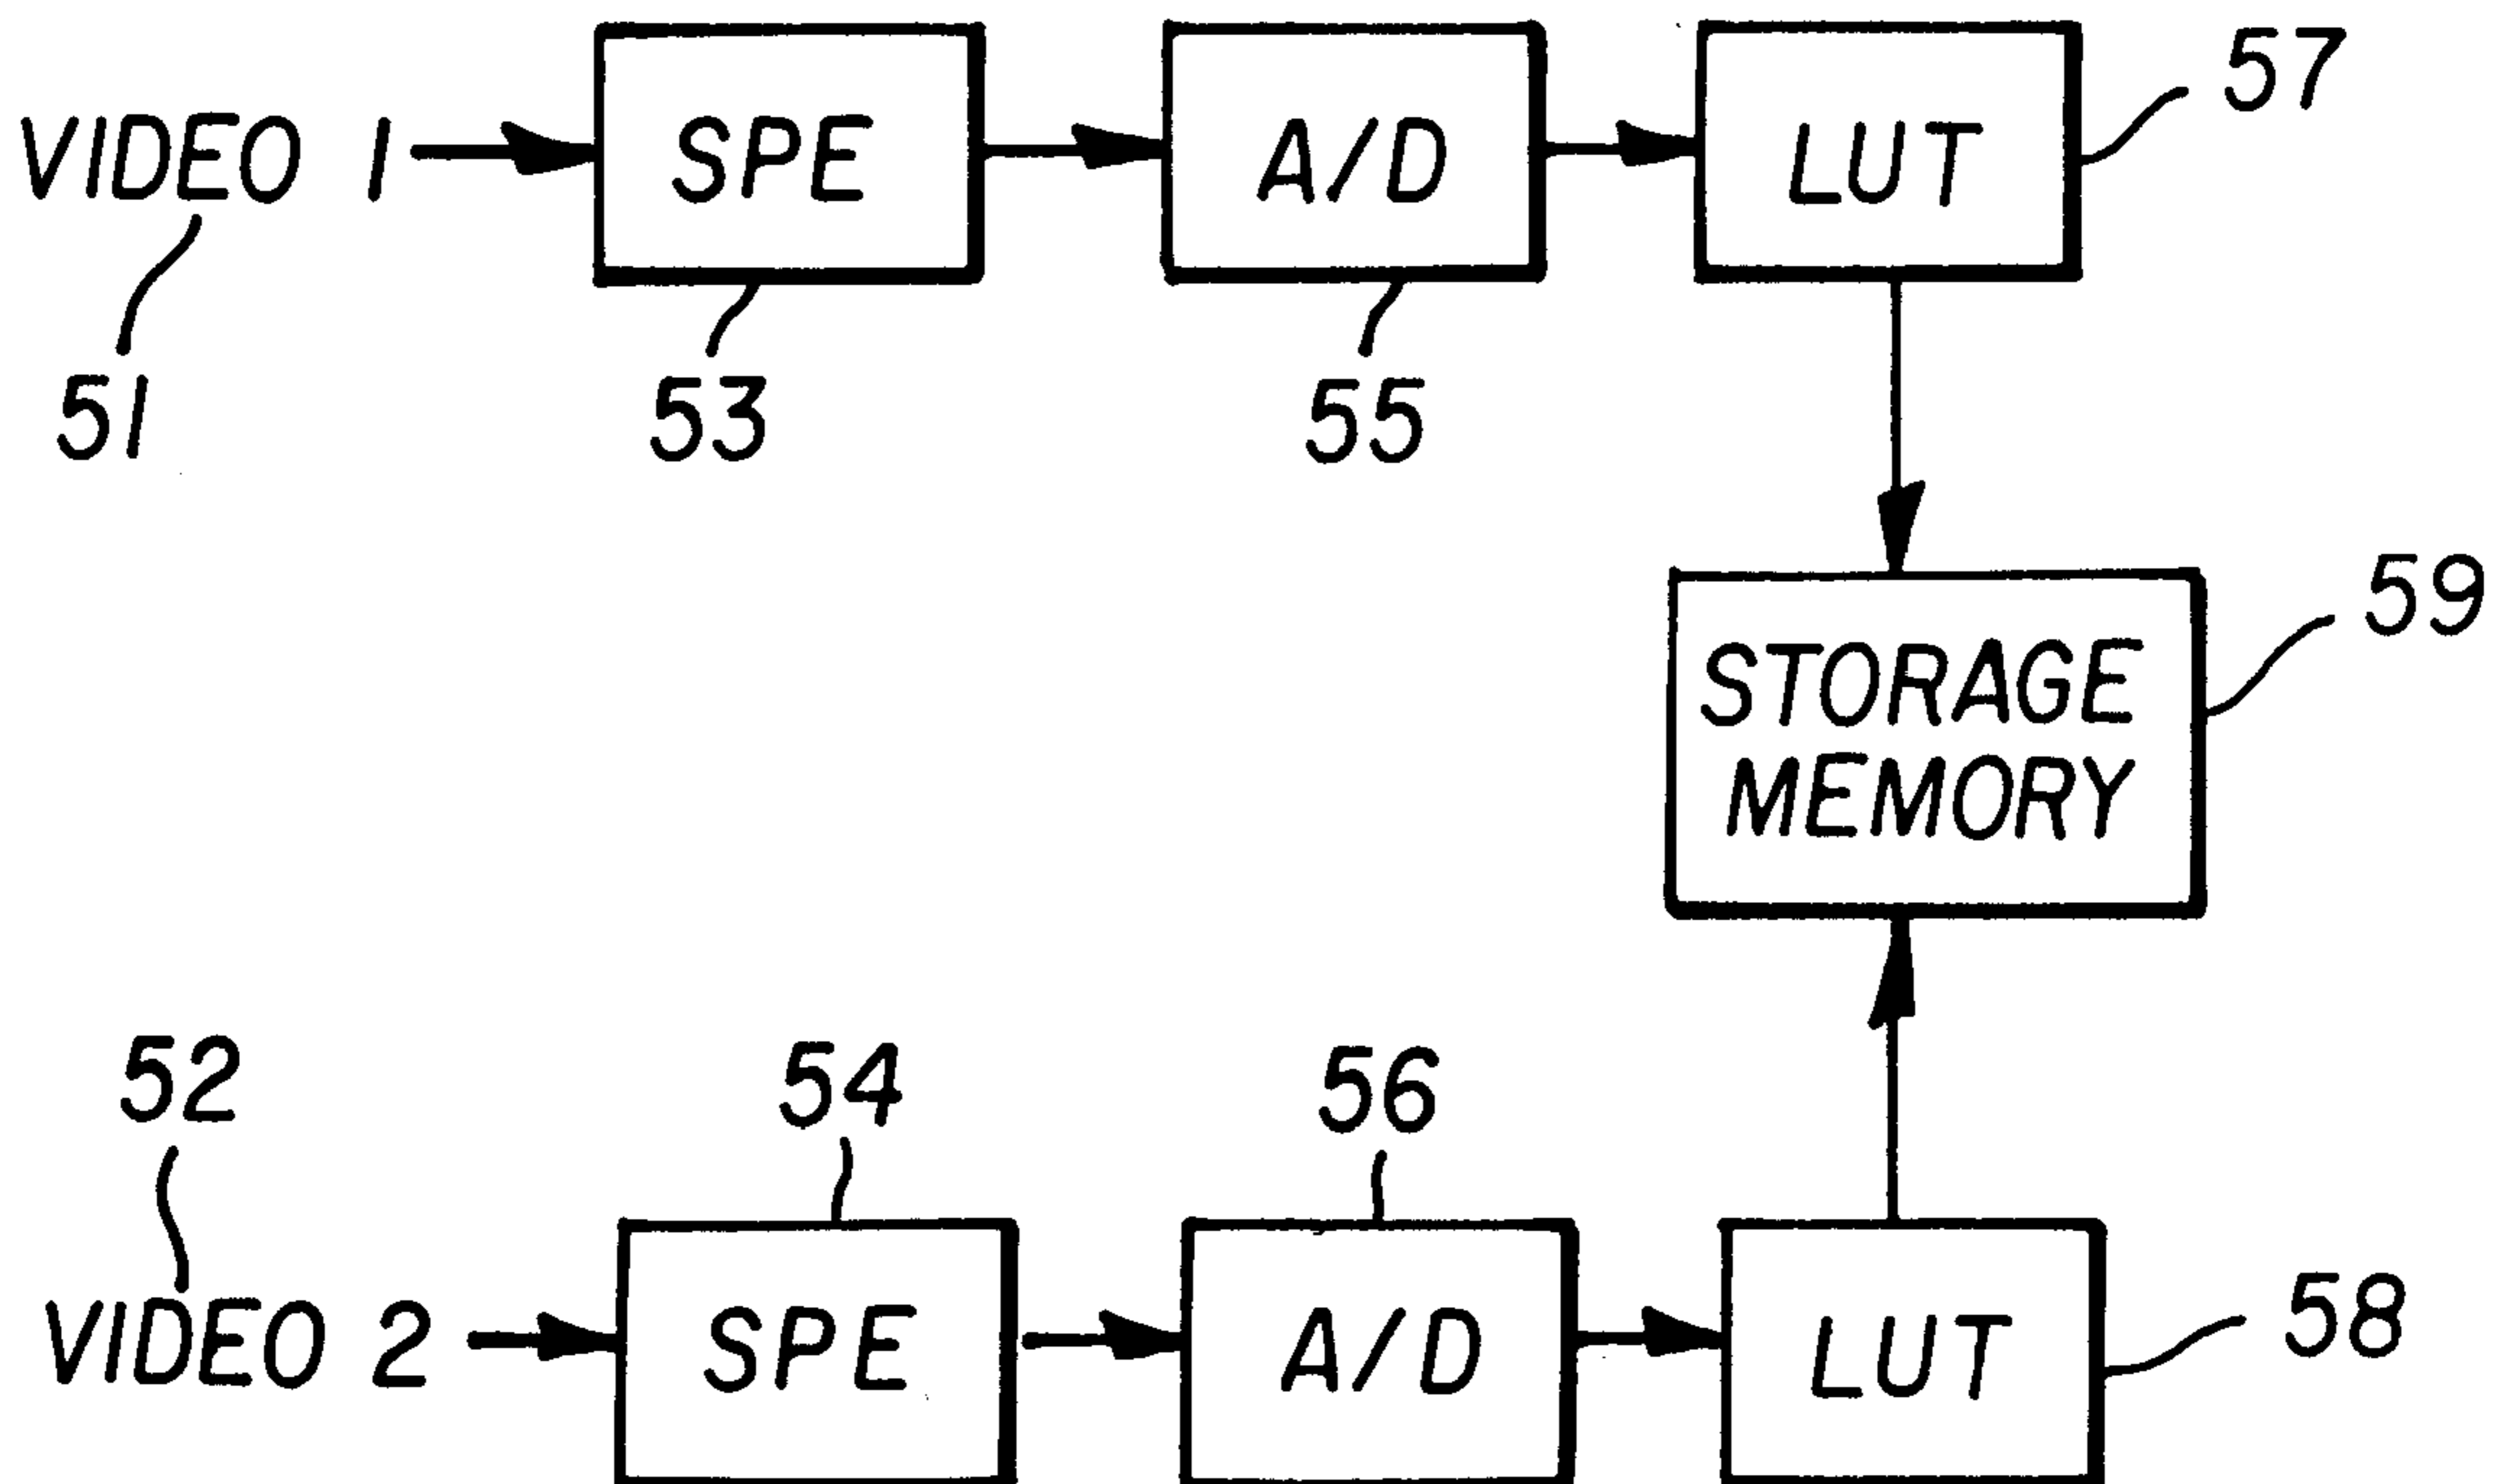 VIDEO 1
SPE
A/D
LUT
57
51
53
55
59
STORAGE
MEMORY
52
54
56
VIDEO 2
SPE
A/D
LUT
58